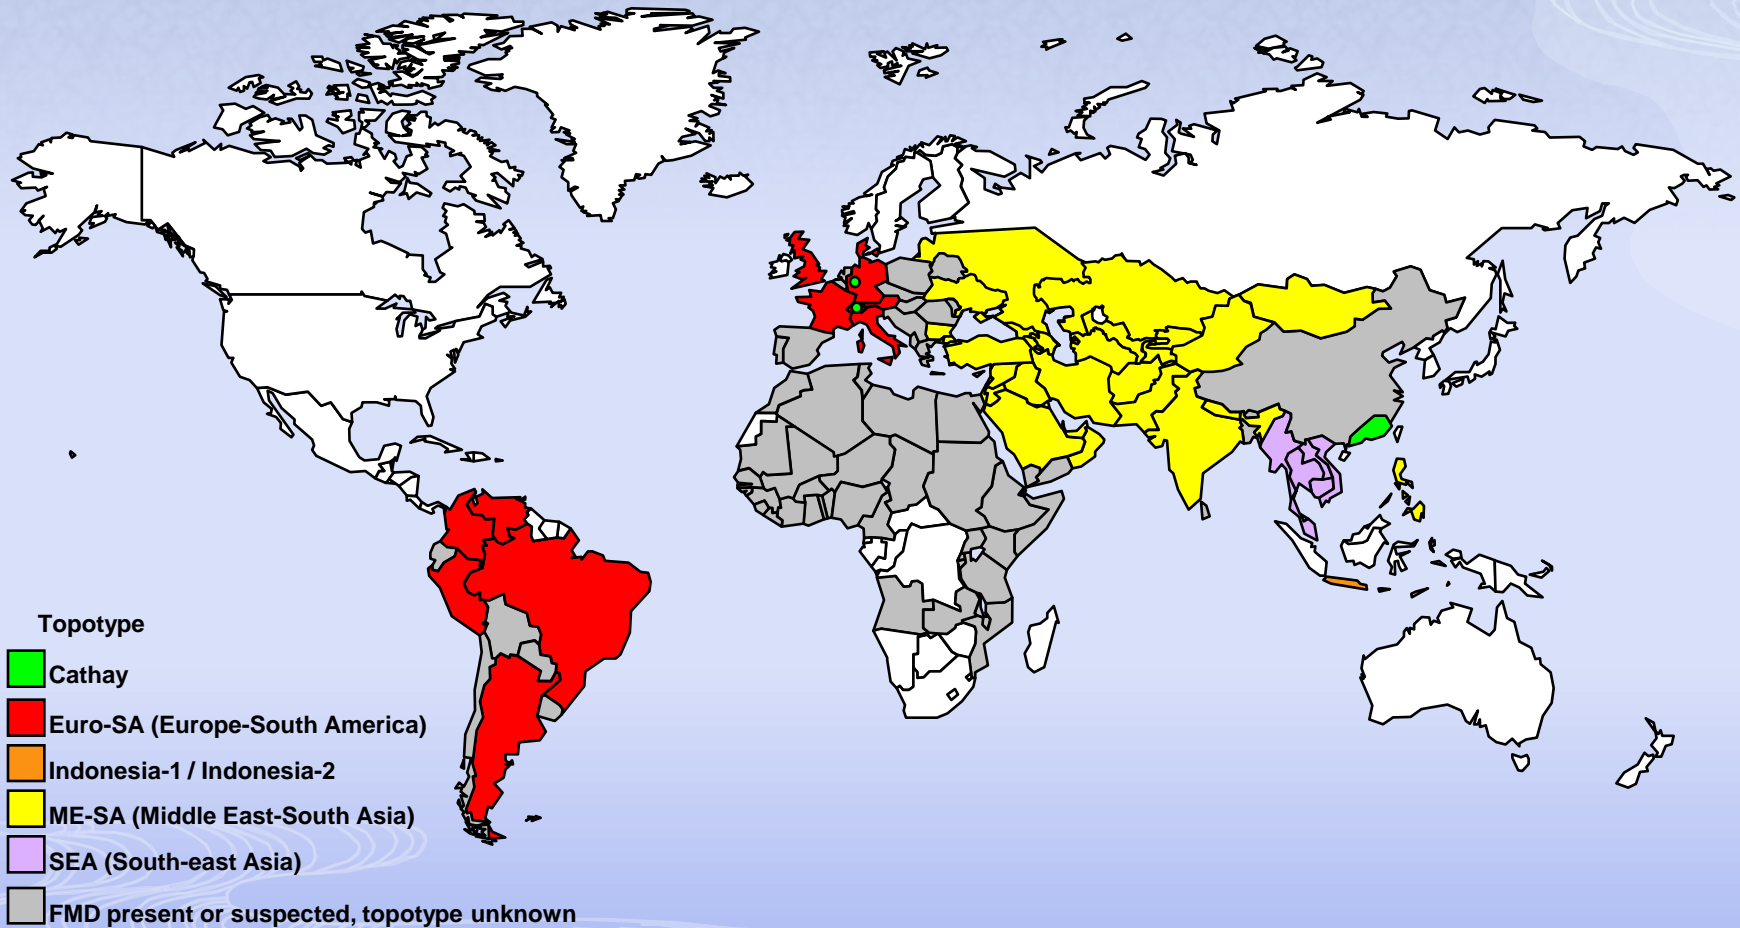 Topotype
Cathay
Euro-SA (Europe-South America)
Indonesia-1 / Indonesia-2
ME-SA (Middle East-South Asia)
SEA (South-east Asia)
FMD present or suspected, topotype unknown